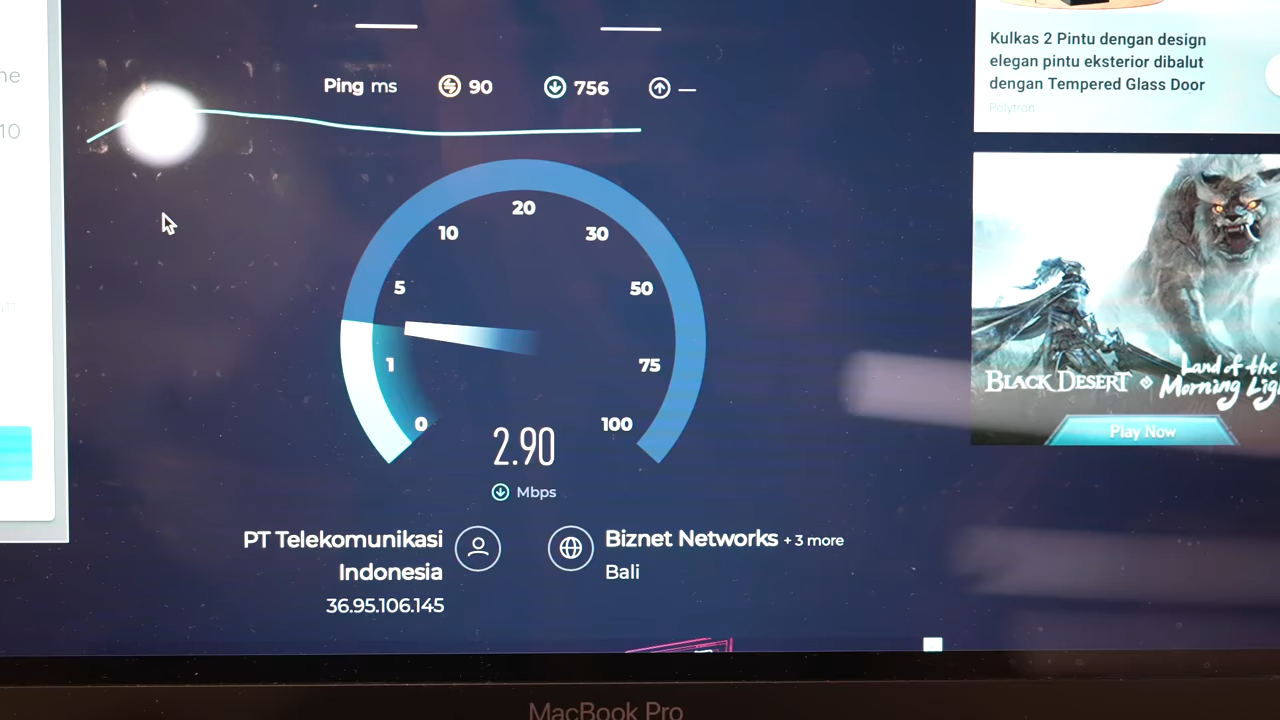 Ping ms 90 756 —
20
10
30
5
50
1
75
0
100
2.90
Mbps
PT Telekomunikasi
Indonesia
36.95.106.145
Biznet Networks + 3 more
Bali
Kulkas 2 Pintu dengan design
elegan pintu eksterior dibalut
dengan Tempered Glass Door
Polytron
BLACK DESERT
Land of the
Morning Lig
Play Now
10
MacBook Pro